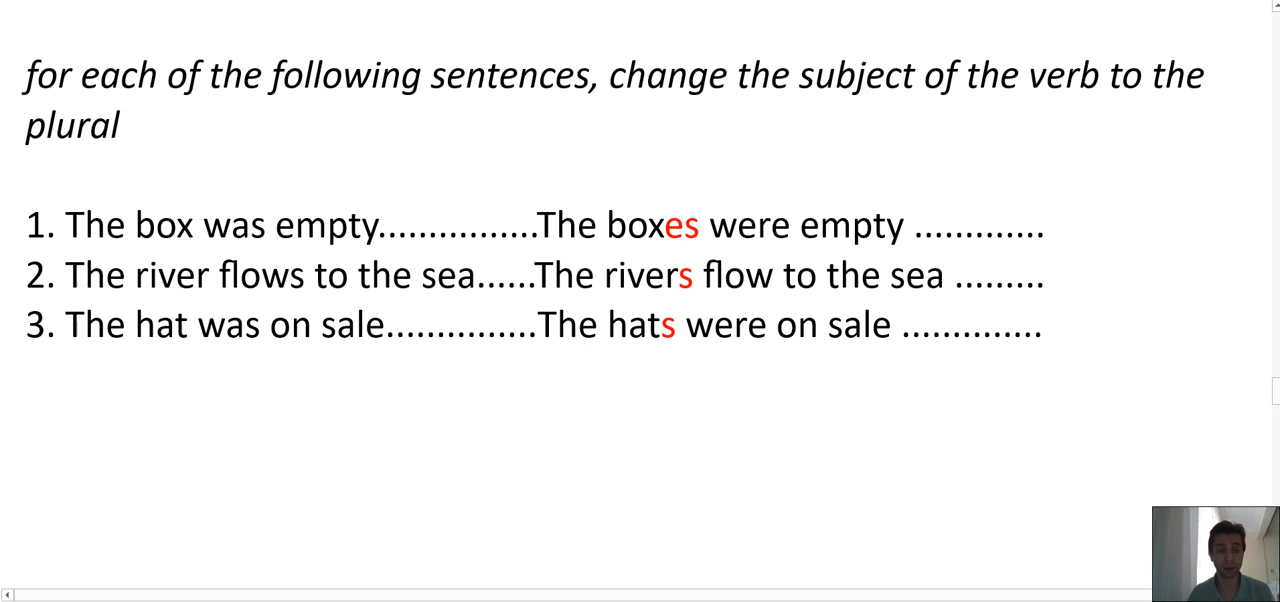 for each of the following sentences, change the subject of the verb to the
plural
1. The box was empty................The boxes were empty .............
2. The river flows to the sea......The rivers flow to the sea .........
3. The hat was on sale...............The hats were on sale ..............